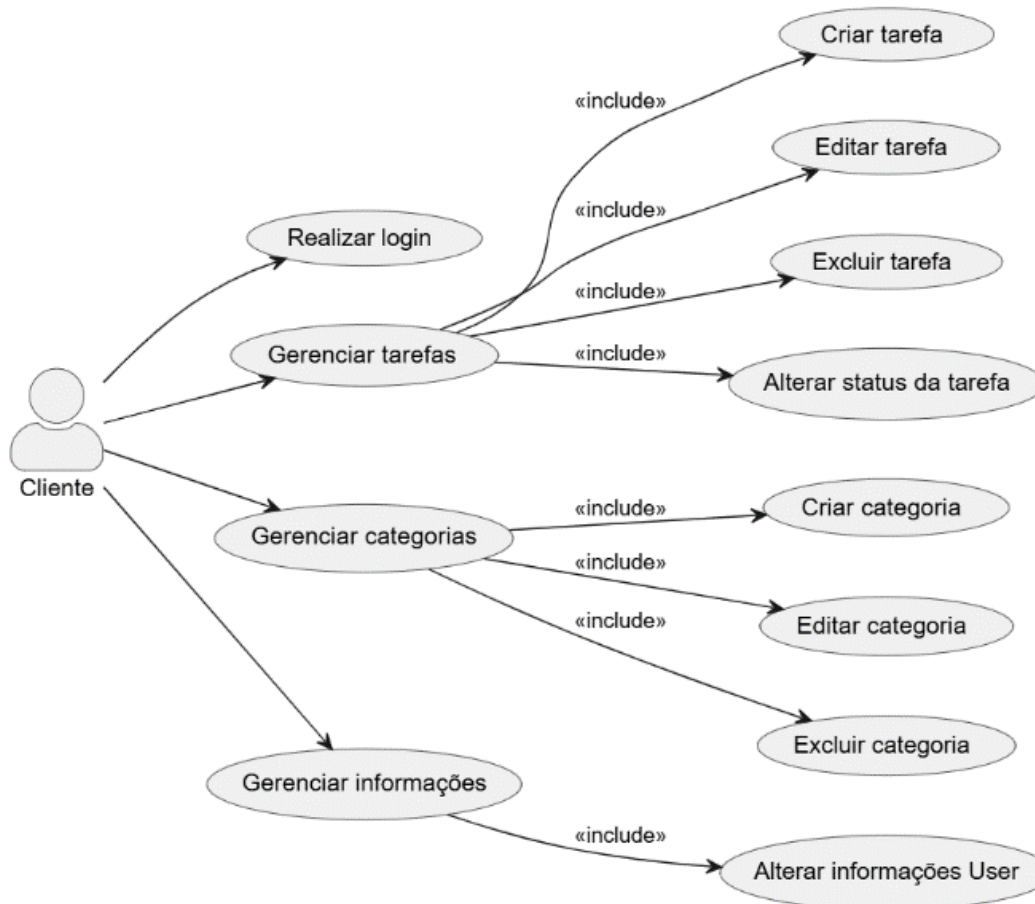 Criar tarefa
«include»
Editar tarefa
«include»
Realizar login
Excluir tarefa
«include»
Gerenciar tarefas
«include»
Alterar status da tarefa
Cliente
Criar categoria
«include»
Gerenciar categorias
«include»
Editar categoria
«include»
Excluir categoria
Gerenciar informações
«include»
Alterar informações User